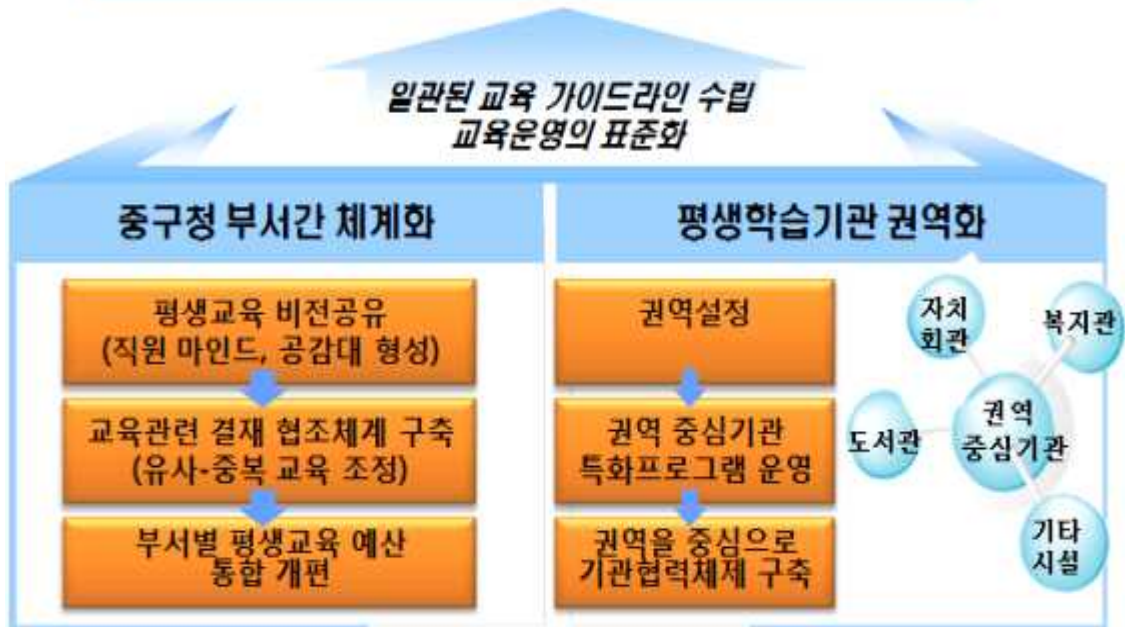 일관된 교육 가이드라인 수립
교육운영의 표준화
중구청 부서간 체계화
평생교육 비전공유
(직원 마인드, 공감대 형성)
교육관련 결재 협조체계 구축
(유사-중복 교육 조정)
부서별 평생교육 예산
통합 개편
평생학습기관 권역화
권역설정
권역 중심기관
특화프로그램 운영
권역을 중심으로
기관협력체제 구축
자치
회관
복지관
도서관
권역
중심기관
기타
시설